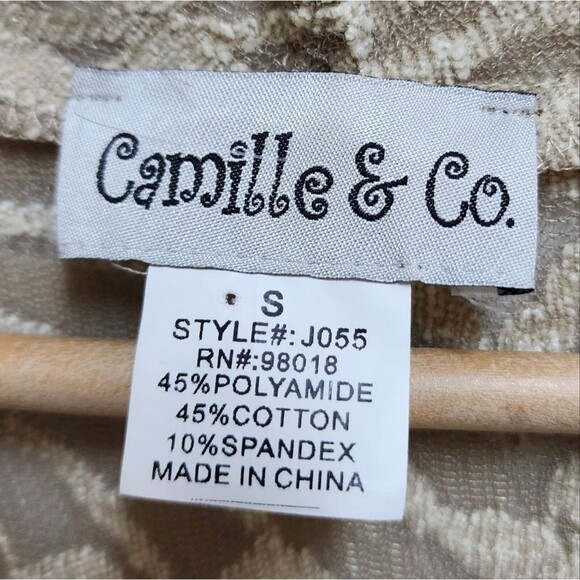 Camille & Co.
S
STYLE#:J055
RN#:98018
45%POLYAMIDE
45%COTTON
10%SPANDEX
MADE IN CHINA